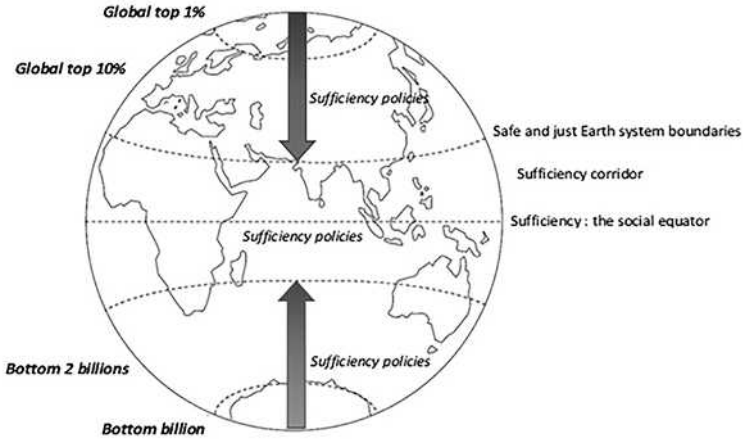 Global top 1%
Global top 10%
Sufficiency policies
Safe and just Earth system boundaries
Sufficiency corridor
Sufficiency : the social equator
Sufficiency policies
Sufficiency policies
Bottom 2 billions
Bottom billion